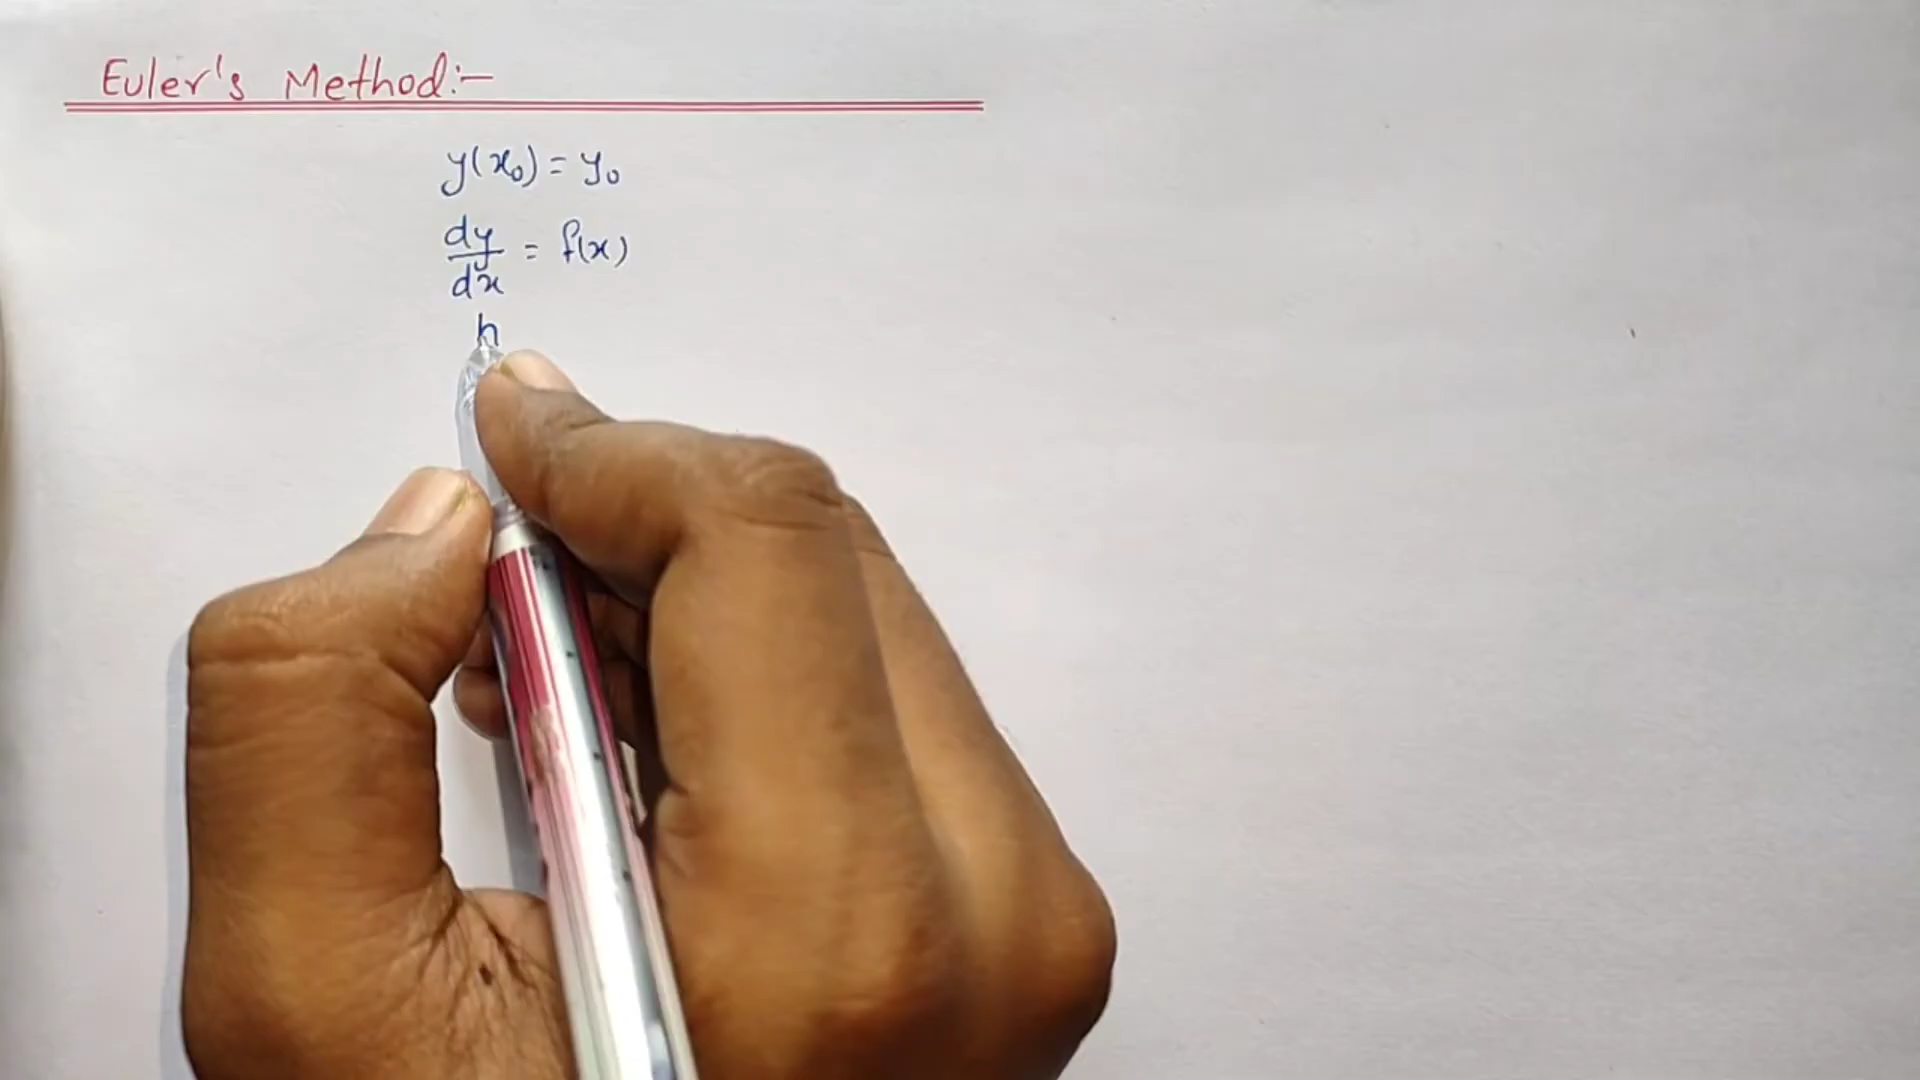 Euler's Method:-
y(x₀) = y₀
dy/dx = f(x)
h